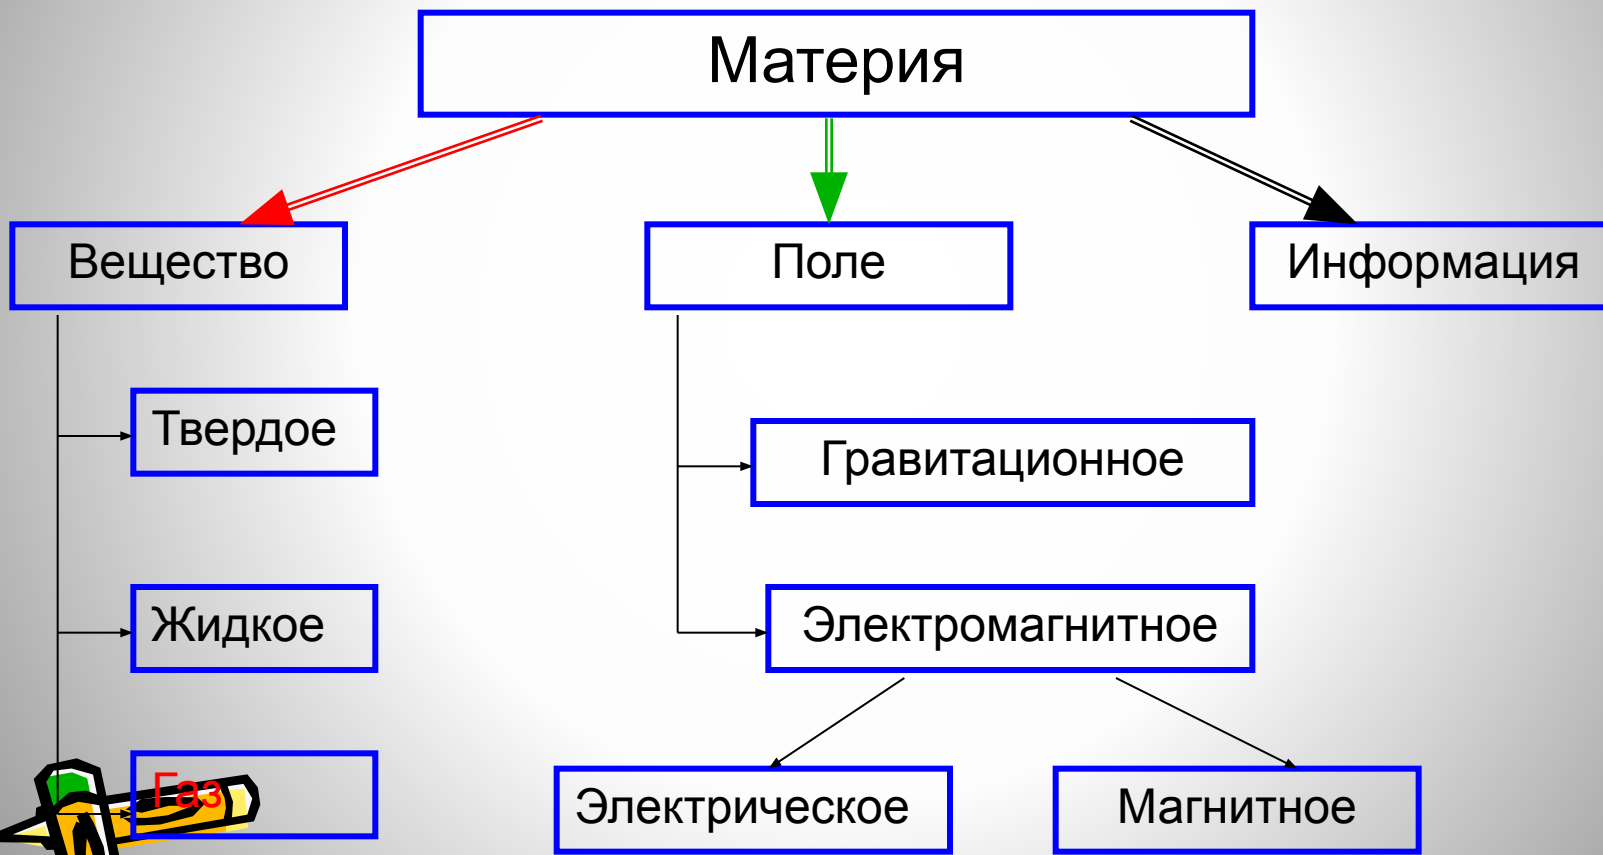 Материя
Вещество
Поле
Информация
Твердое
Гравитационное
Жидкое
Электромагнитное
Газ
Электрическое
Магнитное